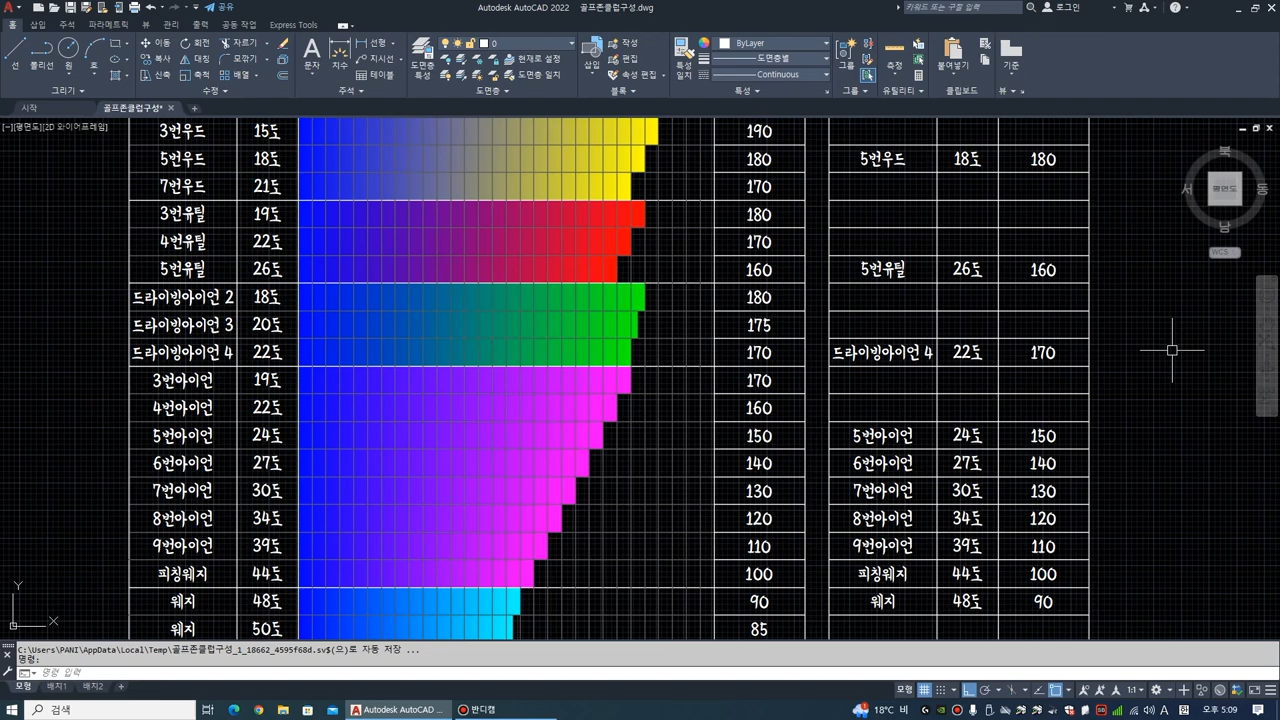 Autodesk AutoCAD 2022 골프존클럽구성.dwg
공유
키워드 또는 구절 입력
로그인
홈 삽입 주석 파라메트릭 뷰 관리 출력 공동 작업 Express Tools
선 폴리선 원 호
이동 회전 자르기
복사 대칭 모깎기
신축 축척 배열
문자 치수 선형
지시선
테이블
도면층 특성
0
현재로 설정
도면층 일치
삽입 작성
편집
속성 편집
특성 일치
ByLayer
도면층별
Continuous
그룹 측정 붙여넣기 기준
그리기 수정 주석 도면층 블록 특성 그룹 유틸리티 클립보드 뷰
시작 골프존클럽구성*
[−][평면도][2D 와이어프레임]
북
서 평면도 동
남
WCS
3번우드 15도 190
5번우드 18도 180 5번우드 18도 180
7번우드 21도 170
3번유틸 19도 180
4번유틸 22도 170
5번유틸 26도 160 5번유틸 26도 160
드라이빙아이언 2 18도 180
드라이빙아이언 3 20도 175
드라이빙아이언 4 22도 170 드라이빙아이언 4 22도 170
3번아이언 19도 170
4번아이언 22도 160
5번아이언 24도 150 5번아이언 24도 150
6번아이언 27도 140 6번아이언 27도 140
7번아이언 30도 130 7번아이언 30도 130
8번아이언 34도 120 8번아이언 34도 120
9번아이언 39도 110 9번아이언 39도 110
피칭웨지 44도 100 피칭웨지 44도 100
웨지 48도 90 웨지 48도 90
웨지 50도 85
Y
X
C:\Users\PANI\AppData\Local\Temp\골프존클럽구성_1_18662_4595f68d.sv$(으)로 자동 저장 ...
명령:
명령 입력
모형 배치1 배치2
모형 1:1
검색
Autodesk AutoCAD ...
반디캠
18°C 비
오후 5:09